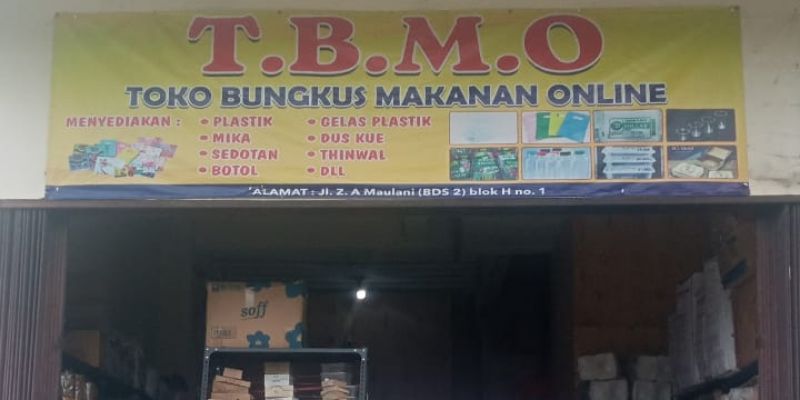 T.B.M.O
TOKO BUNGKUS MAKANAN ONLINE
MENYEDIAKAN :
• PLASTIK
• MIKA
• SEDOTAN
• BOTOL
• GELAS PLASTIK
• DUS KUE
• THINWAL
• DLL
ALAMAT : Jl. Z. A Maulani (BDS 2) blok H no. 1
soff